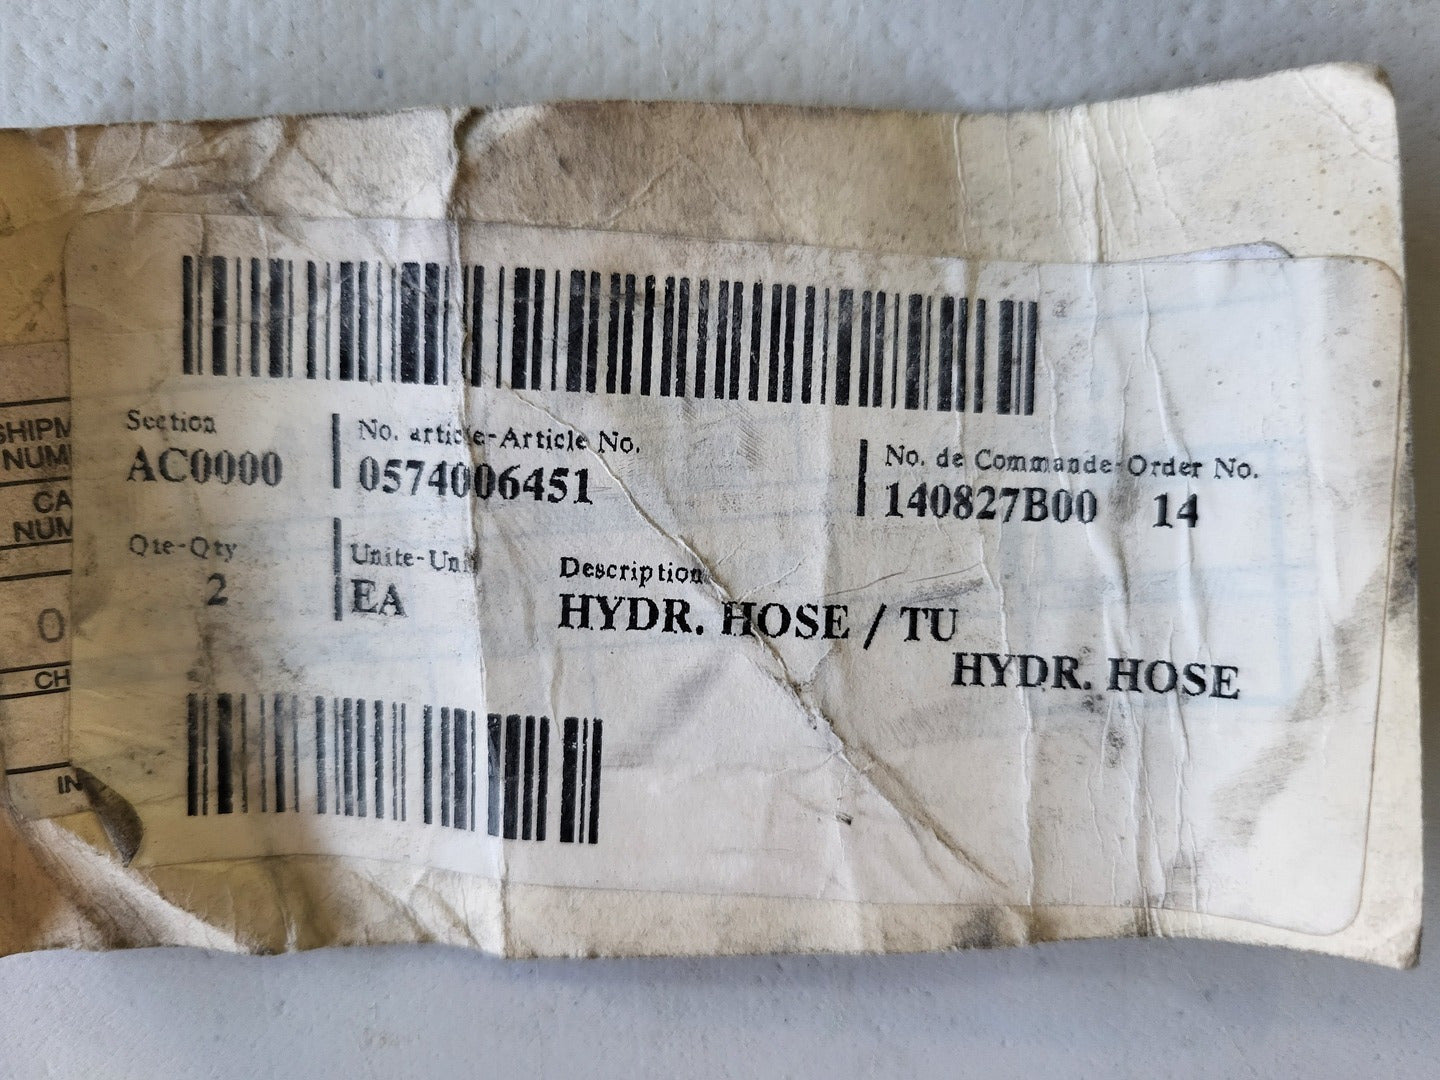 Section
AC0000
No. article-Article No.
0574006451
No. de Commande-Order No.
140827B00 14
Qte-Qty
2
Unite-Unit
EA
Description
HYDR. HOSE / TU
HYDR. HOSE
SHIPM
NUM
CA
NUM
O
CH
IN